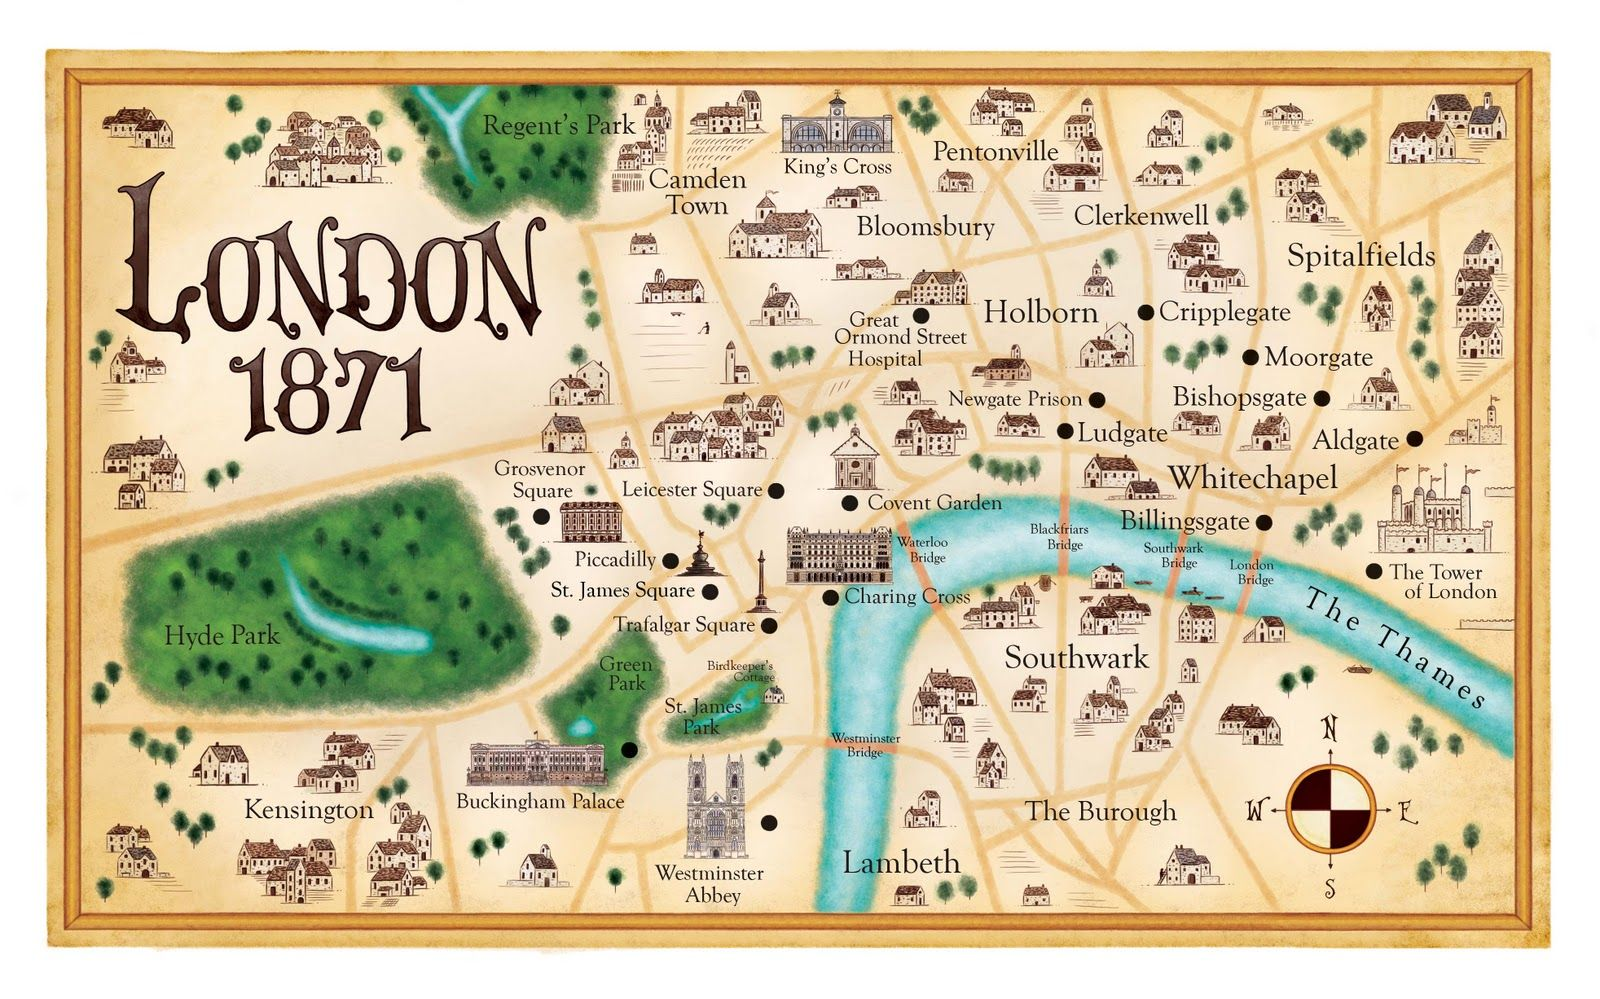 LONDON
1871
Regent's Park
Camden
Town
King's Cross
Pentonville
Bloomsbury
Clerkenwell
Spitalfields
Great
Ormond Street
Hospital
Holborn
Cripplegate
Moorgate
Newgate Prison
Bishopsgate
Ludgate
Aldgate
Grosvenor
Square
Leicester Square
Covent Garden
Whitechapel
Billingsgate
Piccadilly
St. James Square
Trafalgar Square
Charing Cross
Waterloo
Bridge
Blackfriars
Bridge
Southwark
Bridge
London
Bridge
The Tower
of London
The Thames
Hyde Park
Green
Park
Birdkeeper's
Cottage
St. James
Park
Southwark
Westminster
Bridge
Buckingham Palace
Kensington
Westminster
Abbey
Lambeth
The Borough
N
W
E
S